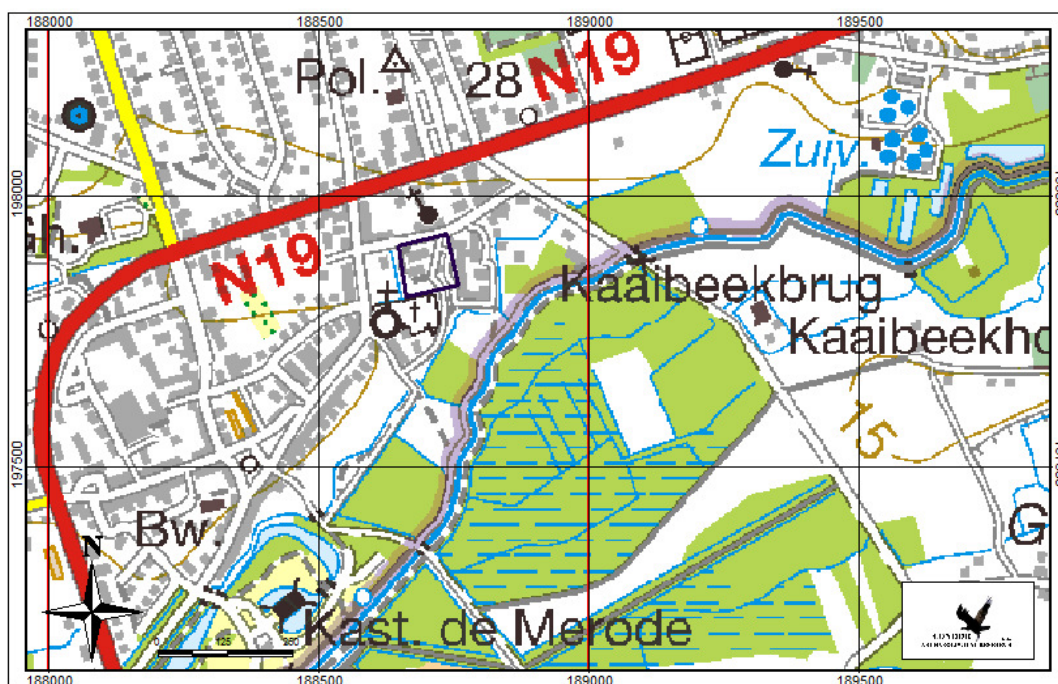 188000 188500 189000 189500
Pol. 28 N19
Zuiv.
198000
N19
Kaaibeekbrug
Kaaibeekho
15
197500
Bw.
G
N
Kast. de Merode
0 125 250
188000 188500 189000 189500